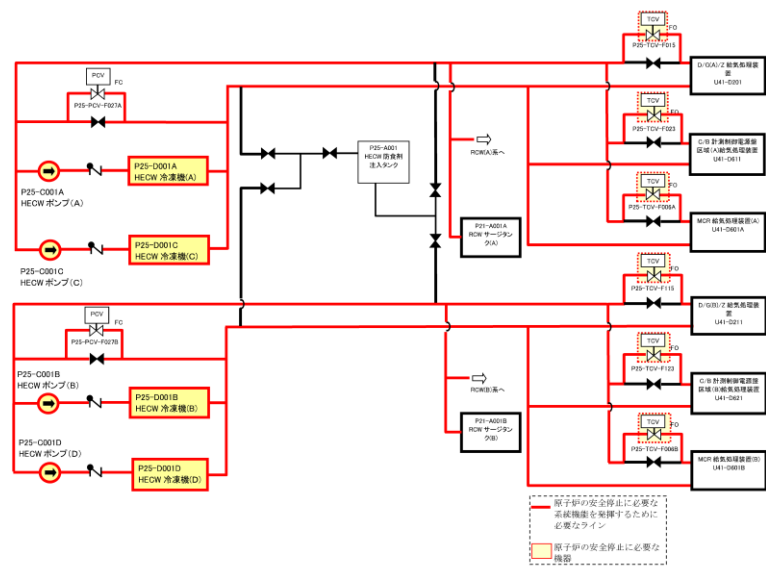 TCV
FO
P25-TCV-F015
D/G(A)/Z 給気処理装
置
U41-D201
PCV
FC
P25-PCV-F027A
TCV
FO
P25-TCV-F023
C/B 計測制御電源盤
区域(A)給気処理装置
U41-D611
P25-A001
HECW 防食剤
注入タンク
RCW(A)系へ
P25-C001A
HECW ポンプ(A)
P25-D001A
HECW 冷凍機(A)
TCV
FO
P25-TCV-F006A
MCR 給気処理装置(A)
U41-D601A
P21-A001A
RCW サージタン
ク(A)
P25-C001C
HECW ポンプ(C)
P25-D001C
HECW 冷凍機(C)
TCV
FO
P25-TCV-F115
D/G(B)/Z 給気処理装
置
U41-D211
PCV
FC
P25-PCV-F027B
TCV
FO
P25-TCV-F123
C/B 計測制御電源盤
区域(B)給気処理装置
U41-D621
RCW(B)系へ
P25-C001B
HECW ポンプ(B)
P25-D001B
HECW 冷凍機(B)
P21-A001B
RCW サージタン
ク(B)
TCV
FO
P25-TCV-F006B
MCR 給気処理装置(B)
U41-D601B
P25-C001D
HECW ポンプ(D)
P25-D001D
HECW 冷凍機(D)
原子炉の安全停止に必要な
系統機能を発揮するために
必要なライン
原子炉の安全停止に必要な
機器